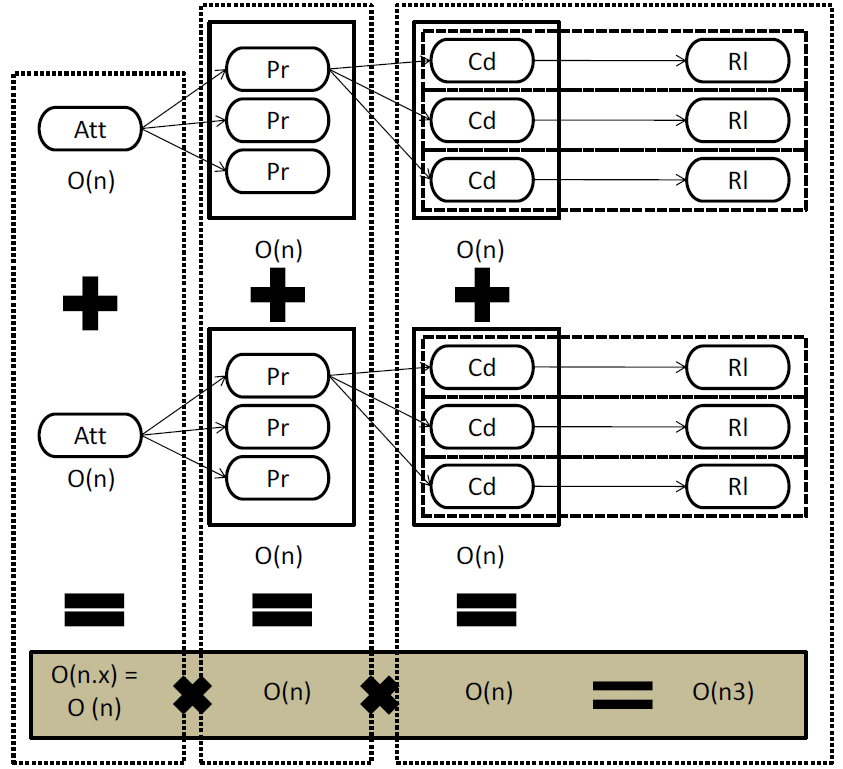 Pr Cd Rl
Att Pr Cd Rl
O(n) Pr Cd Rl
O(n) O(n)
Pr Cd Rl
Att Pr Cd Rl
O(n) Pr Cd Rl
O(n) O(n)
O(n.x) =
O (n) O(n) O(n) O(n3)